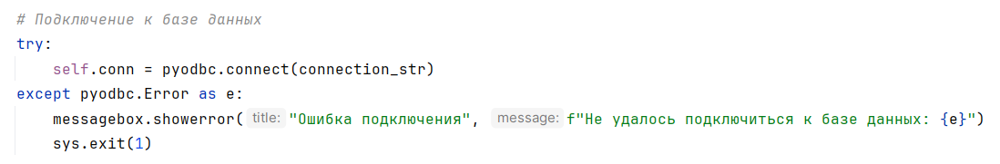 # Подключение к базе данных
try:
    self.conn = pyodbc.connect(connection_str)
except pyodbc.Error as e:
    messagebox.showerror( title: "Ошибка подключения",  message: f"Не удалось подключиться к базе данных: {e}")
    sys.exit(1)